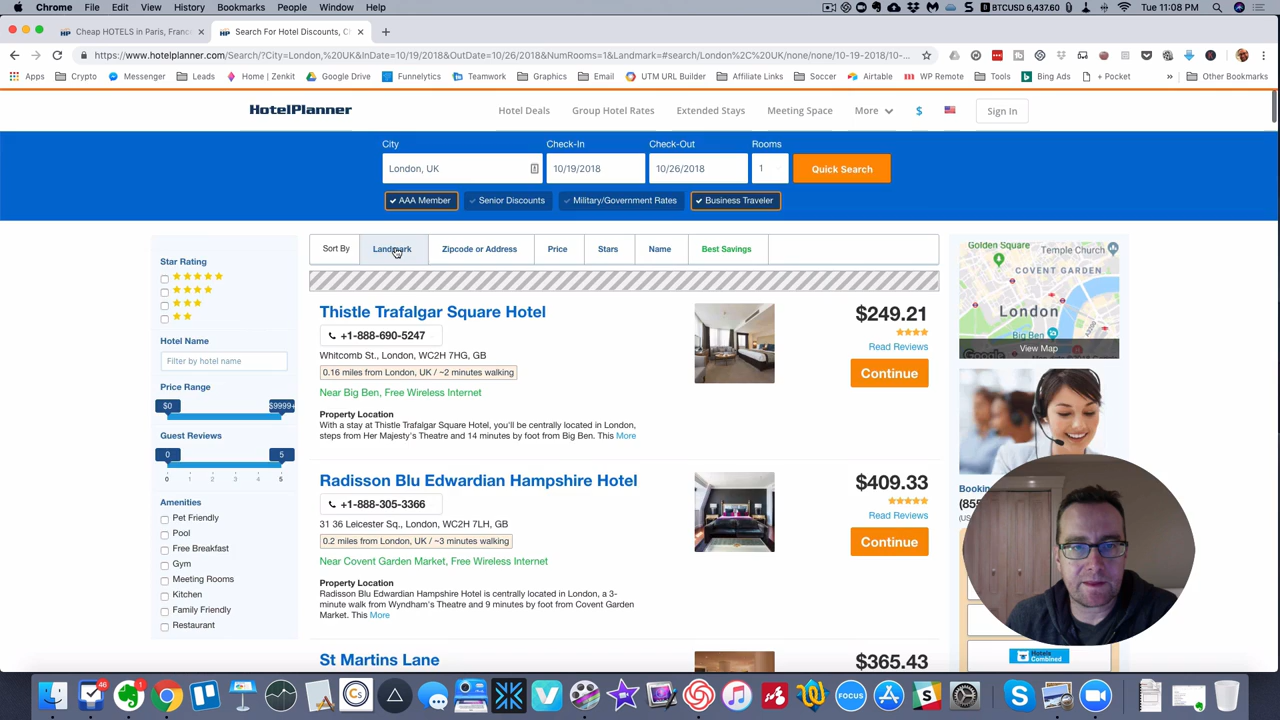 Chrome File Edit View History Bookmarks People Window Help
BTCUSD 6,437.60 Tue 11:08 PM
Cheap HOTELS in Paris, Franc
Search For Hotel Discounts, C
https://www.hotelplanner.com/Search/?City=London,%20UK&InDate=10/19/2018&OutDate=10/26/2018&NumRooms=1&Landmark=#search/London%2C%20UK/none/none/10-19-2018/10-...
Apps Crypto Messenger Leads Home | Zenkit Google Drive Funnelytics Teamwork Graphics Email UTM URL Builder Affiliate Links Soccer Airtable WP Remote Tools Bing Ads + Pocket » Other Bookmarks
HotelPlanner
Hotel Deals Group Hotel Rates Extended Stays Meeting Space More $ Sign In
City Check-In Check-Out Rooms
London, UK 10/19/2018 10/26/2018 1 Quick Search
AAA Member Senior Discounts Military/Government Rates Business Traveler
Sort By Landmark Zipcode or Address Price Stars Name Best Savings
Star Rating
Hotel Name
Filter by hotel name
Price Range
$0 $9999+
Guest Reviews
0 5
0 1 2 3 4 5
Amenities
Pet Friendly
Pool
Free Breakfast
Gym
Meeting Rooms
Kitchen
Family Friendly
Restaurant
Thistle Trafalgar Square Hotel
+1-888-690-5247
Whitcomb St., London, WC2H 7HG, GB
0.16 miles from London, UK / ~2 minutes walking
Near Big Ben, Free Wireless Internet
Property Location
With a stay at Thistle Trafalgar Square Hotel, you'll be centrally located in London,
steps from Her Majesty's Theatre and 14 minutes by foot from Big Ben. This More
$249.21
Read Reviews
Continue
Radisson Blu Edwardian Hampshire Hotel
+1-888-305-3366
31 36 Leicester Sq., London, WC2H 7LH, GB
0.2 miles from London, UK / ~3 minutes walking
Near Covent Garden Market, Free Wireless Internet
Property Location
Radisson Blu Edwardian Hampshire Hotel is centrally located in London, a 3-
minute walk from Wyndham's Theatre and 9 minutes by foot from Covent Garden
Market. This More
$409.33
Read Reviews
Continue
St Martins Lane
$365.43
Golden Square
Temple Church
COVENT GARDEN
London
Big Ben
Google
View Map
Bookin
(855
(US
Hotels
Combined
46
1
Cs
FOCUS